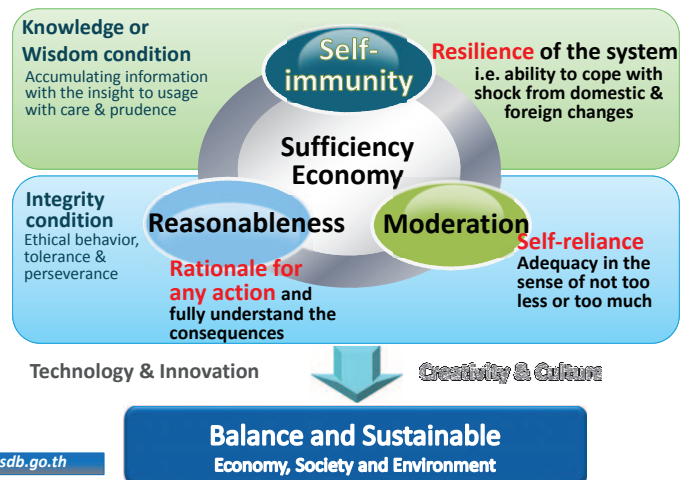 Knowledge or
Wisdom condition
Accumulating information
with the insight to usage
with care & prudence
Self-
immunity
Resilience of the system
i.e. ability to cope with
shock from domestic &
foreign changes
Sufficiency
Economy
Integrity
condition
Ethical behavior,
tolerance &
perseverance
Reasonableness
Moderation
Rationale for
any action and
fully understand the
consequences
Self-reliance
Adequacy in the
sense of not too
less or too much
Technology & Innovation
Creativity & Culture
Balance and Sustainable
Economy, Society and Environment
sdb.go.th